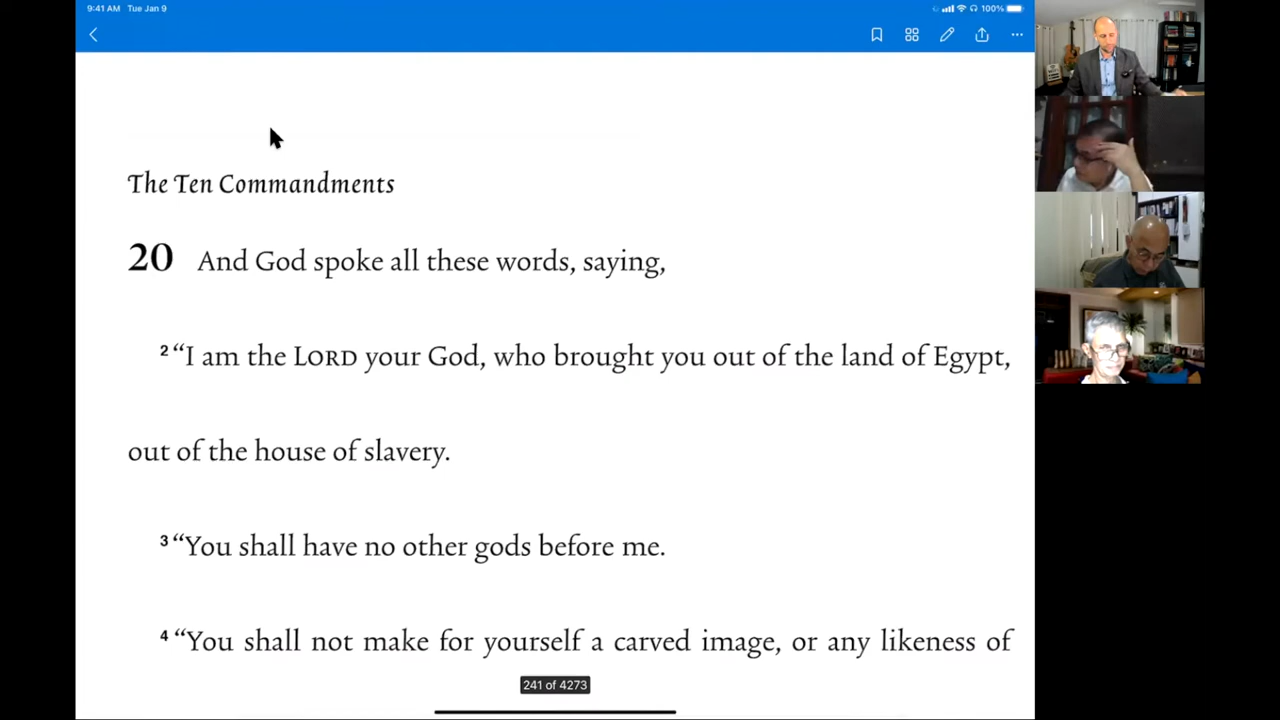 9:41 AM Tue Jan 9
100%
The Ten Commandments
20 And God spoke all these words, saying,
2 “I am the LORD your God, who brought you out of the land of Egypt,
out of the house of slavery.
3 “You shall have no other gods before me.
4 “You shall not make for yourself a carved image, or any likeness of
241 of 4273